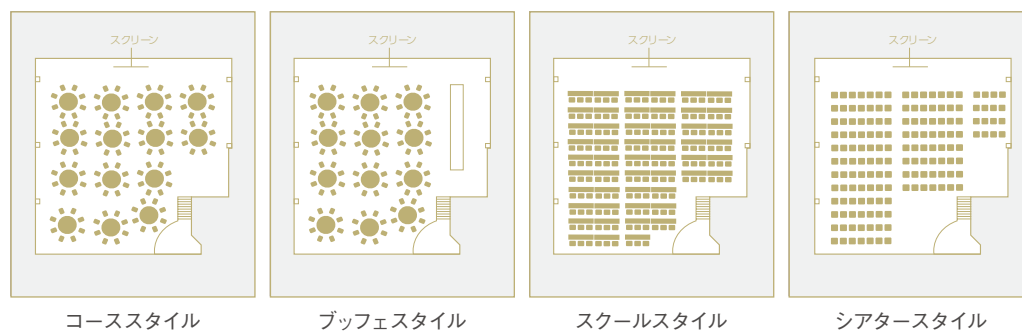 スクリーン
スクリーン
スクリーン
スクリーン
コーススタイル
ブッフェスタイル
スクールスタイル
シアタースタイル